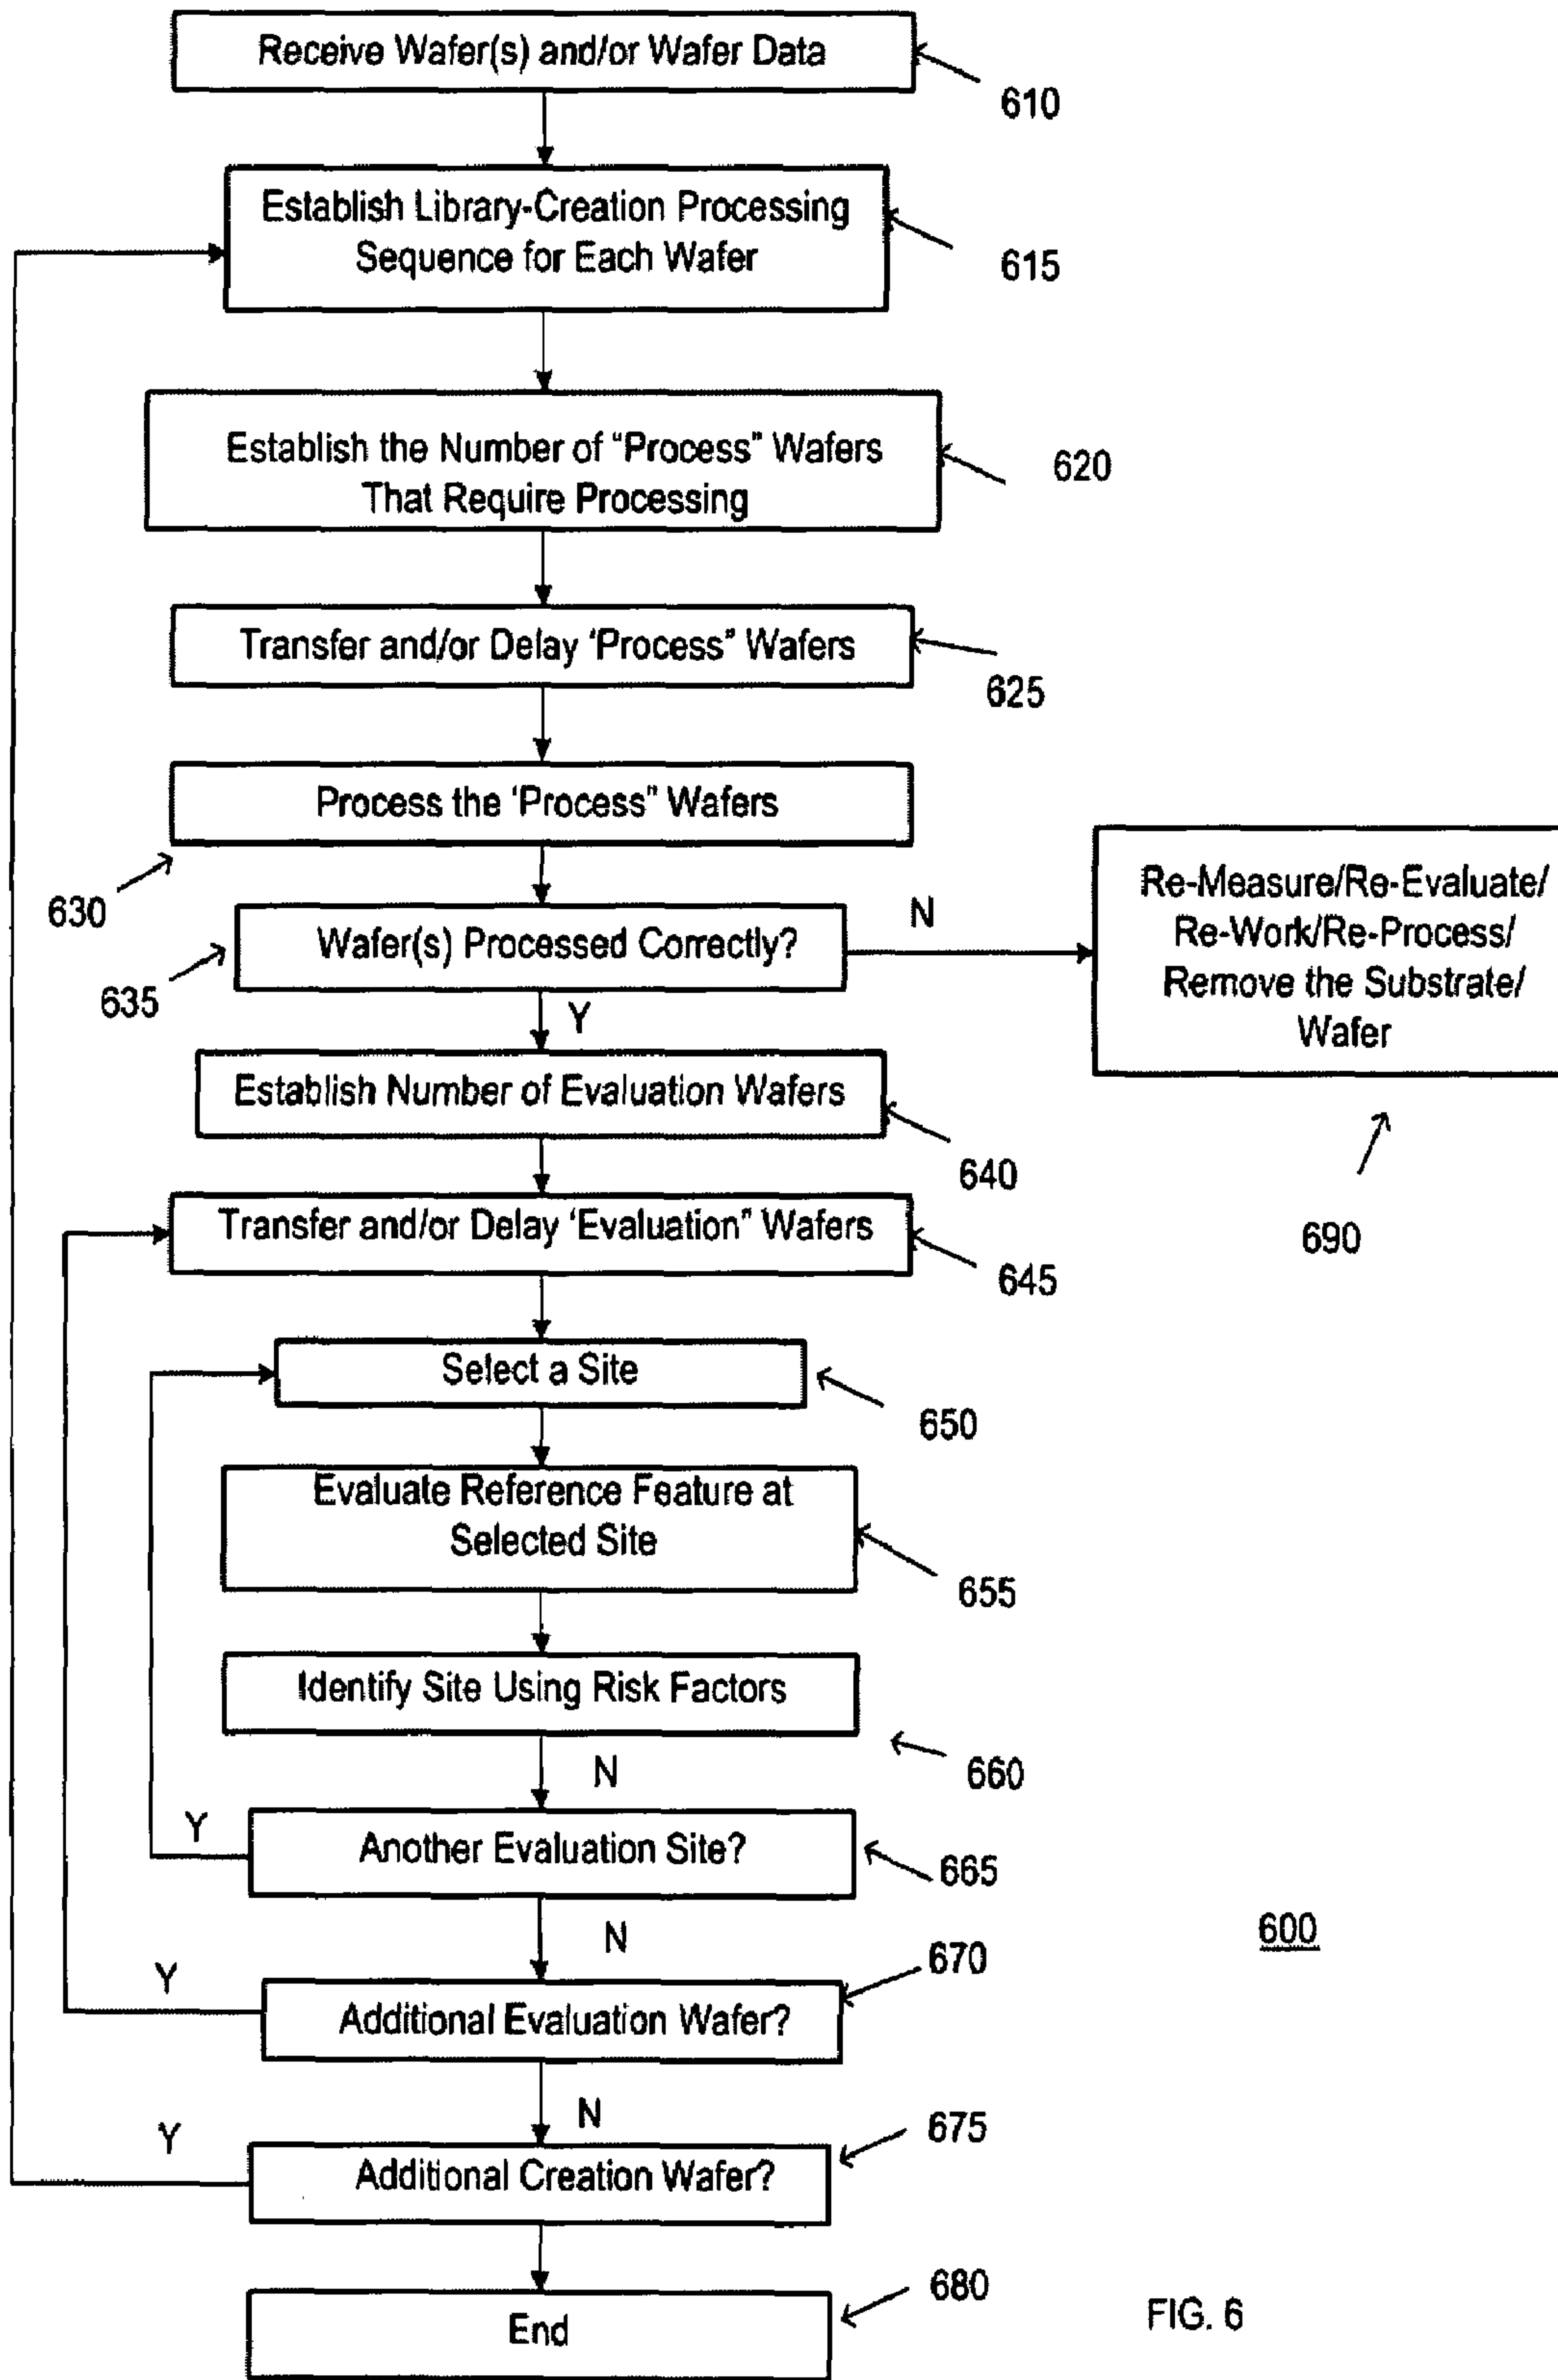 Receive Wafer(s) and/or Wafer Data
610
Establish Library-Creation Processing
Sequence for Each Wafer
615
Establish the Number of “Process” Wafers
That Require Processing
620
Transfer and/or Delay ‘Process” Wafers
625
Process the ‘Process” Wafers
630
Wafer(s) Processed Correctly?
635
N
Re-Measure/Re-Evaluate/
Re-Work/Re-Process/
Remove the Substrate/
Wafer
690
Y
Establish Number of Evaluation Wafers
640
Transfer and/or Delay ‘Evaluation” Wafers
645
Select a Site
650
Evaluate Reference Feature at
Selected Site
655
Identify Site Using Risk Factors
660
N
Y
Another Evaluation Site?
665
N
600
Y
670
Additional Evaluation Wafer?
N
Y
675
Additional Creation Wafer?
680
End
FIG. 6